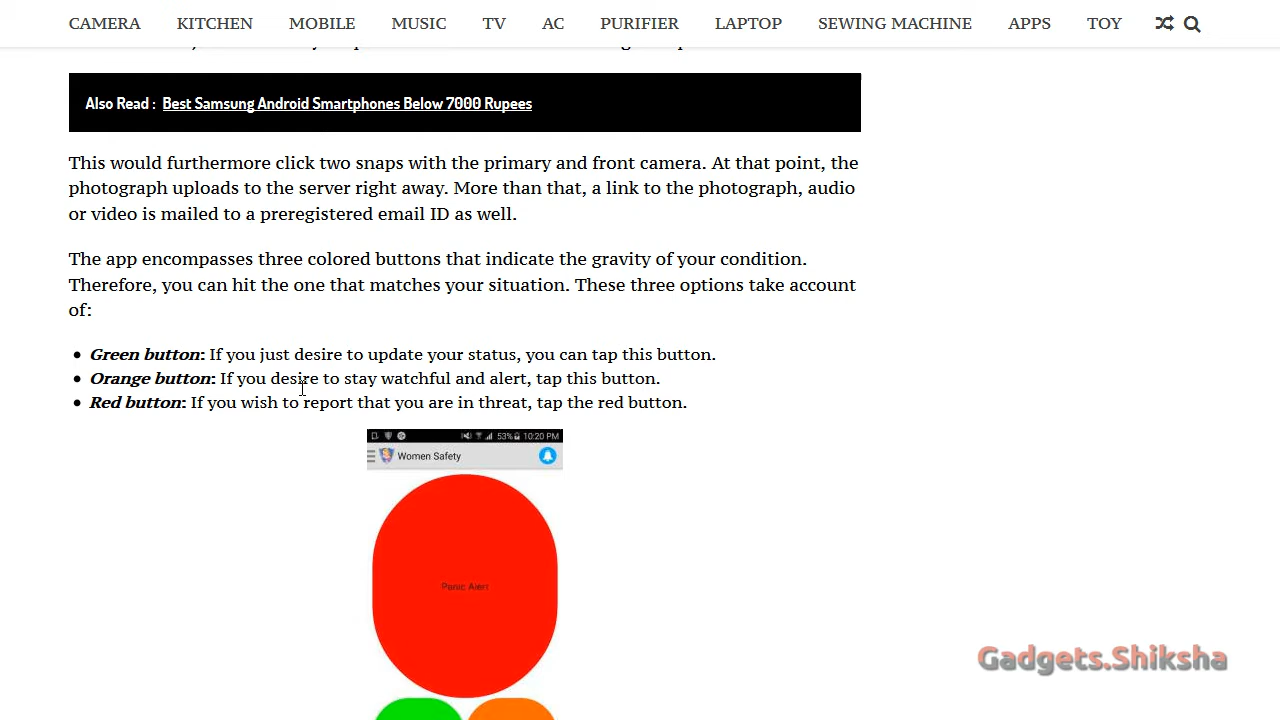 CAMERA KITCHEN MOBILE MUSIC TV AC PURIFIER LAPTOP SEWING MACHINE APPS TOY
Also Read : Best Samsung Android Smartphones Below 7000 Rupees
This would furthermore click two snaps with the primary and front camera. At that point, the
photograph uploads to the server right away. More than that, a link to the photograph, audio
or video is mailed to a preregistered email ID as well.
The app encompasses three colored buttons that indicate the gravity of your condition.
Therefore, you can hit the one that matches your situation. These three options take account
of:
Green button: If you just desire to update your status, you can tap this button.
Orange button: If you desire to stay watchful and alert, tap this button.
Red button: If you wish to report that you are in threat, tap the red button.
53% 10:20 PM
Women Safety
Panic Alert
Gadgets.Shiksha